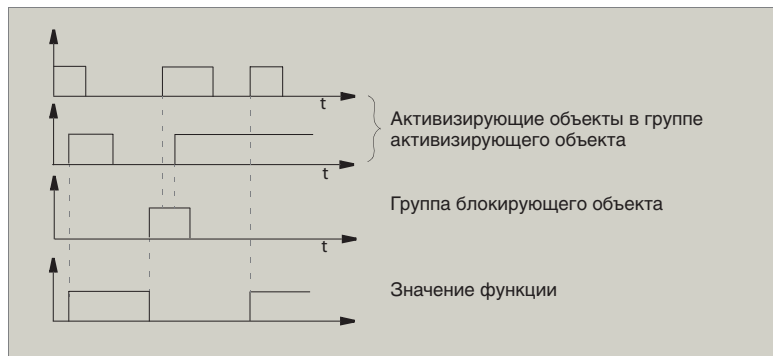 t
Активизирующие объекты в группе
активизирующего объекта
t
Группа блокирующего объекта
t
Значение функции